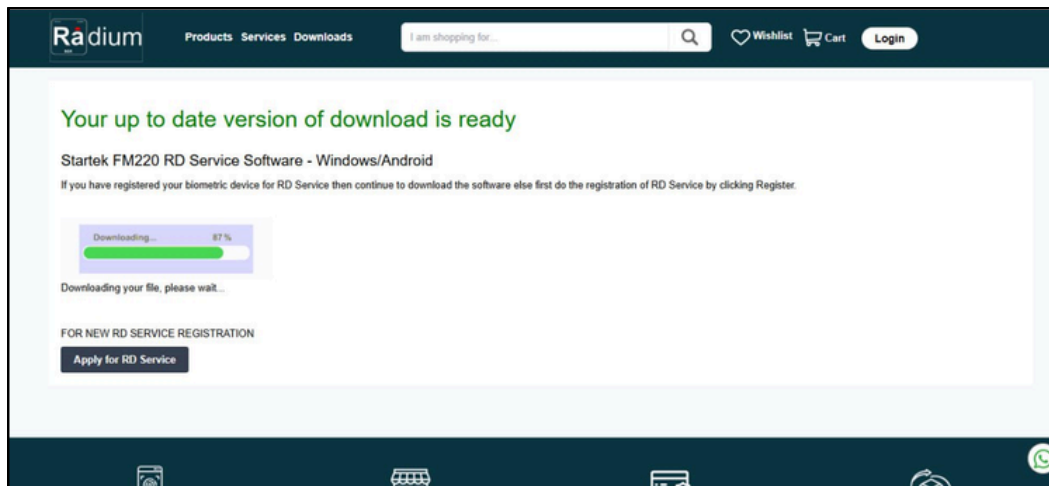 Radium
Products Services Downloads
I am shopping for...
Wishlist
Cart
Login
Your up to date version of download is ready
Startek FM220 RD Service Software - Windows/Android
If you have registered your biometric device for RD Service then continue to download the software else first do the registration of RD Service by clicking Register.
Downloading... 87 %
Downloading your file, please wait...
FOR NEW RD SERVICE REGISTRATION
Apply for RD Service